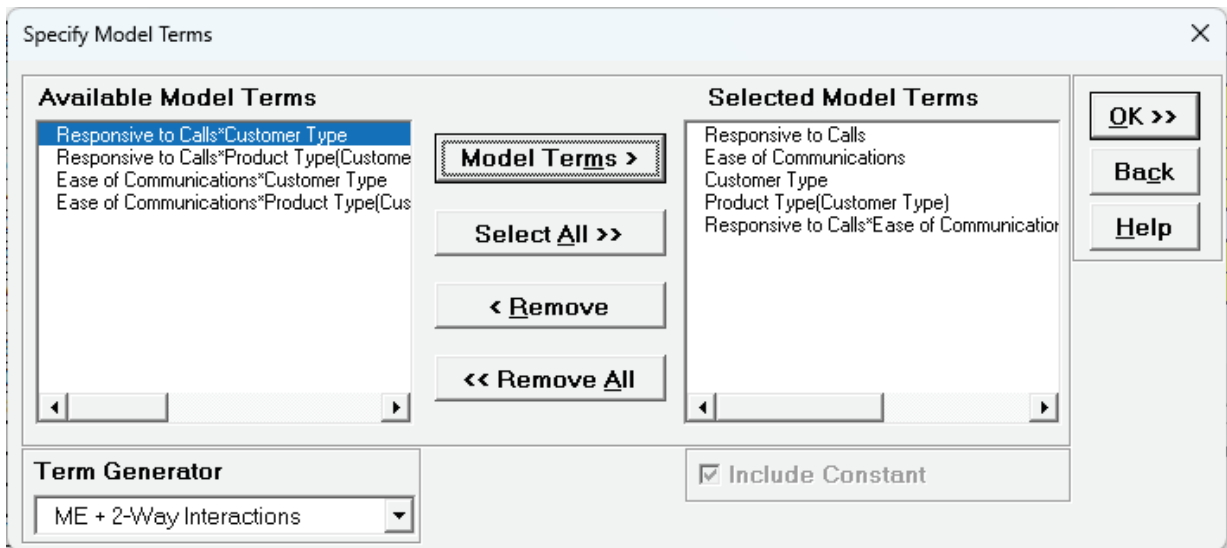 Specify Model Terms
Available Model Terms
Responsive to Calls*Customer Type
Responsive to Calls*Product Type(Custome
Ease of Communications*Customer Type
Ease of Communications*Product Type(Cus
Model Terms >
Select All >>
< Remove
<< Remove All
Selected Model Terms
Responsive to Calls
Ease of Communications
Customer Type
Product Type(Customer Type)
Responsive to Calls*Ease of Communication
OK >>
Back
Help
Term Generator
ME + 2-Way Interactions
Include Constant